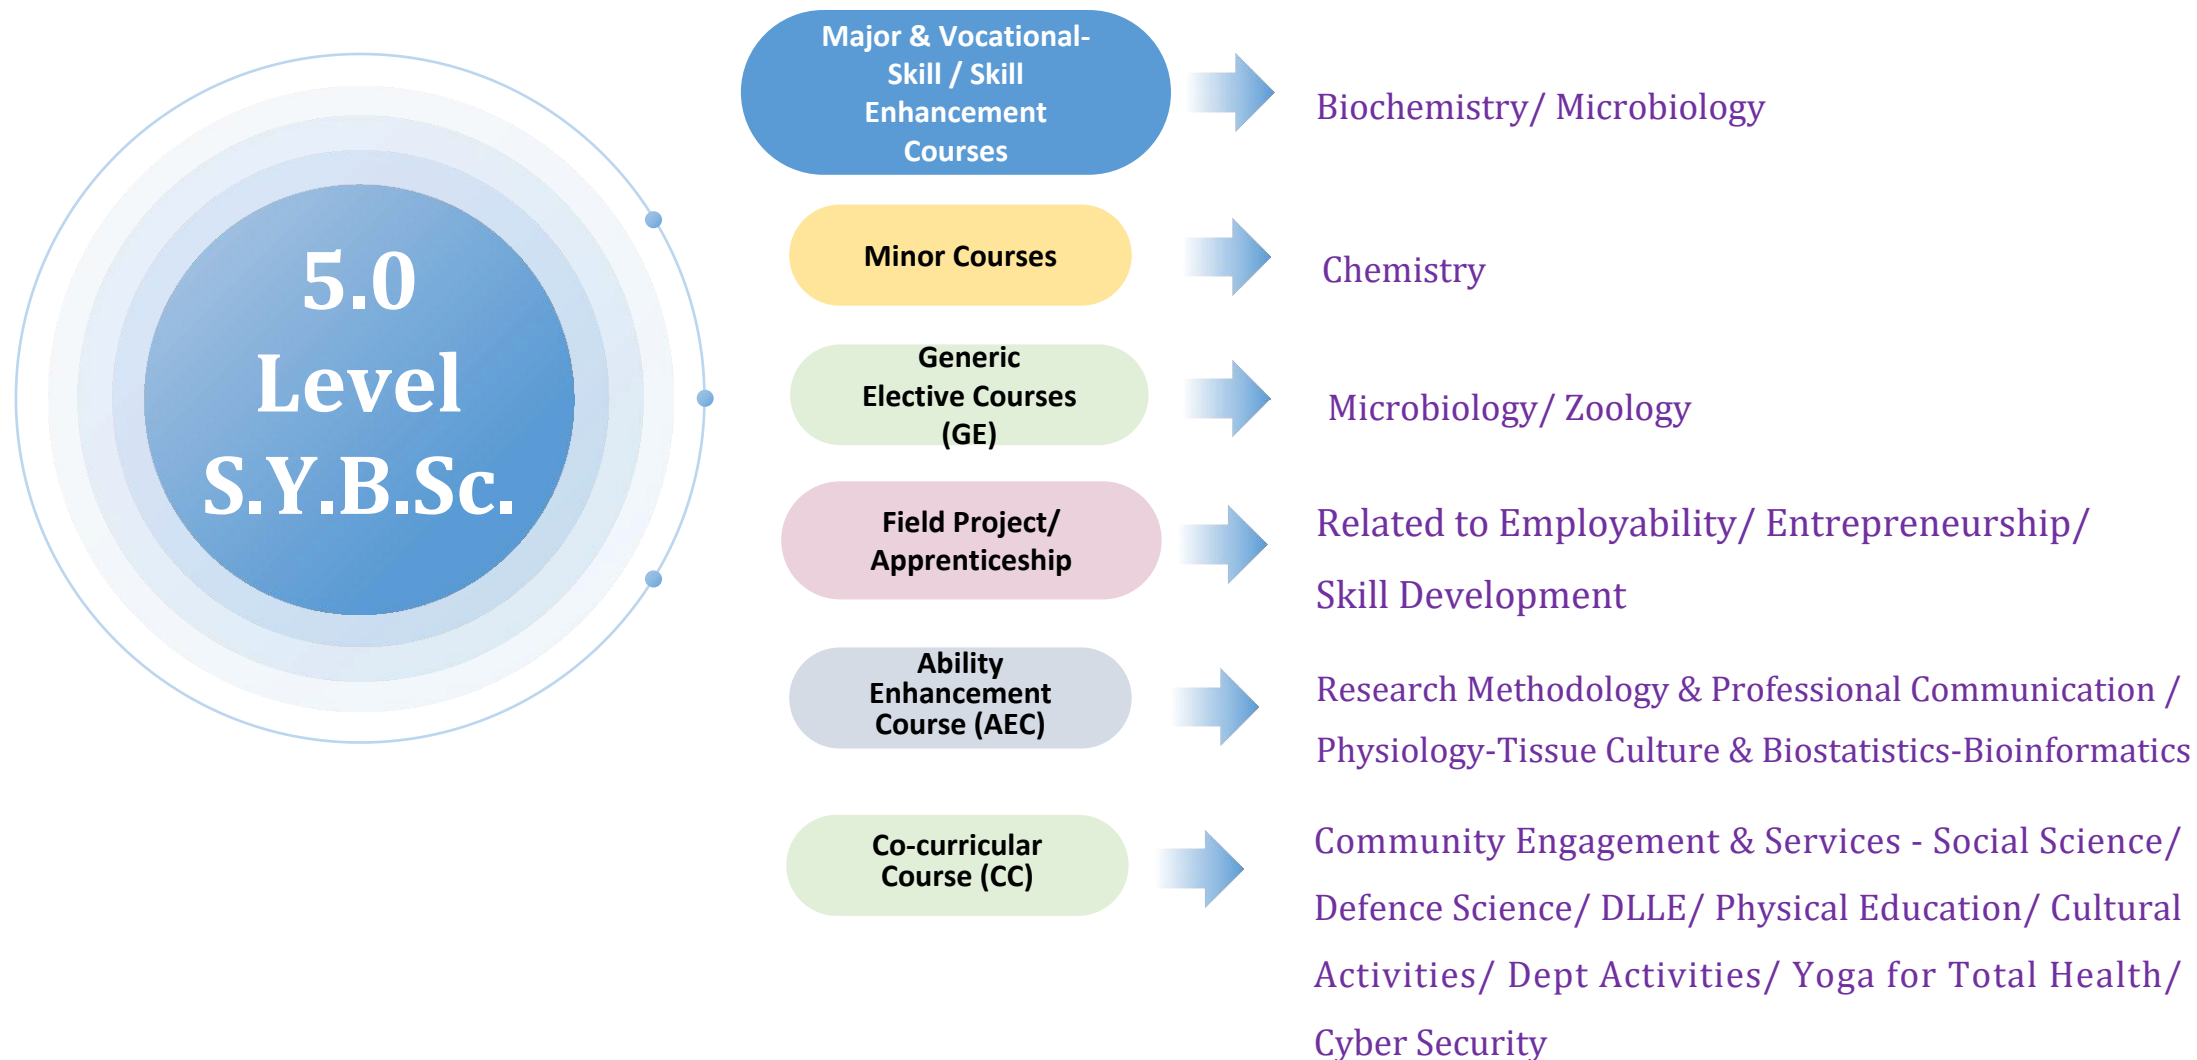 5.0
Level
S.Y.B.Sc.
Major & Vocational-
Skill / Skill
Enhancement
Courses
Biochemistry/ Microbiology
Minor Courses
Chemistry
Generic
Elective Courses
(GE)
Microbiology/ Zoology
Field Project/
Apprenticeship
Related to Employability/ Entrepreneurship/
Skill Development
Ability
Enhancement
Course (AEC)
Research Methodology & Professional Communication /
Physiology-Tissue Culture & Biostatistics-Bioinformatics
Co-curricular
Course (CC)
Community Engagement & Services - Social Science/
Defence Science/ DLLE/ Physical Education/ Cultural
Activities/ Dept Activities/ Yoga for Total Health/
Cyber Security